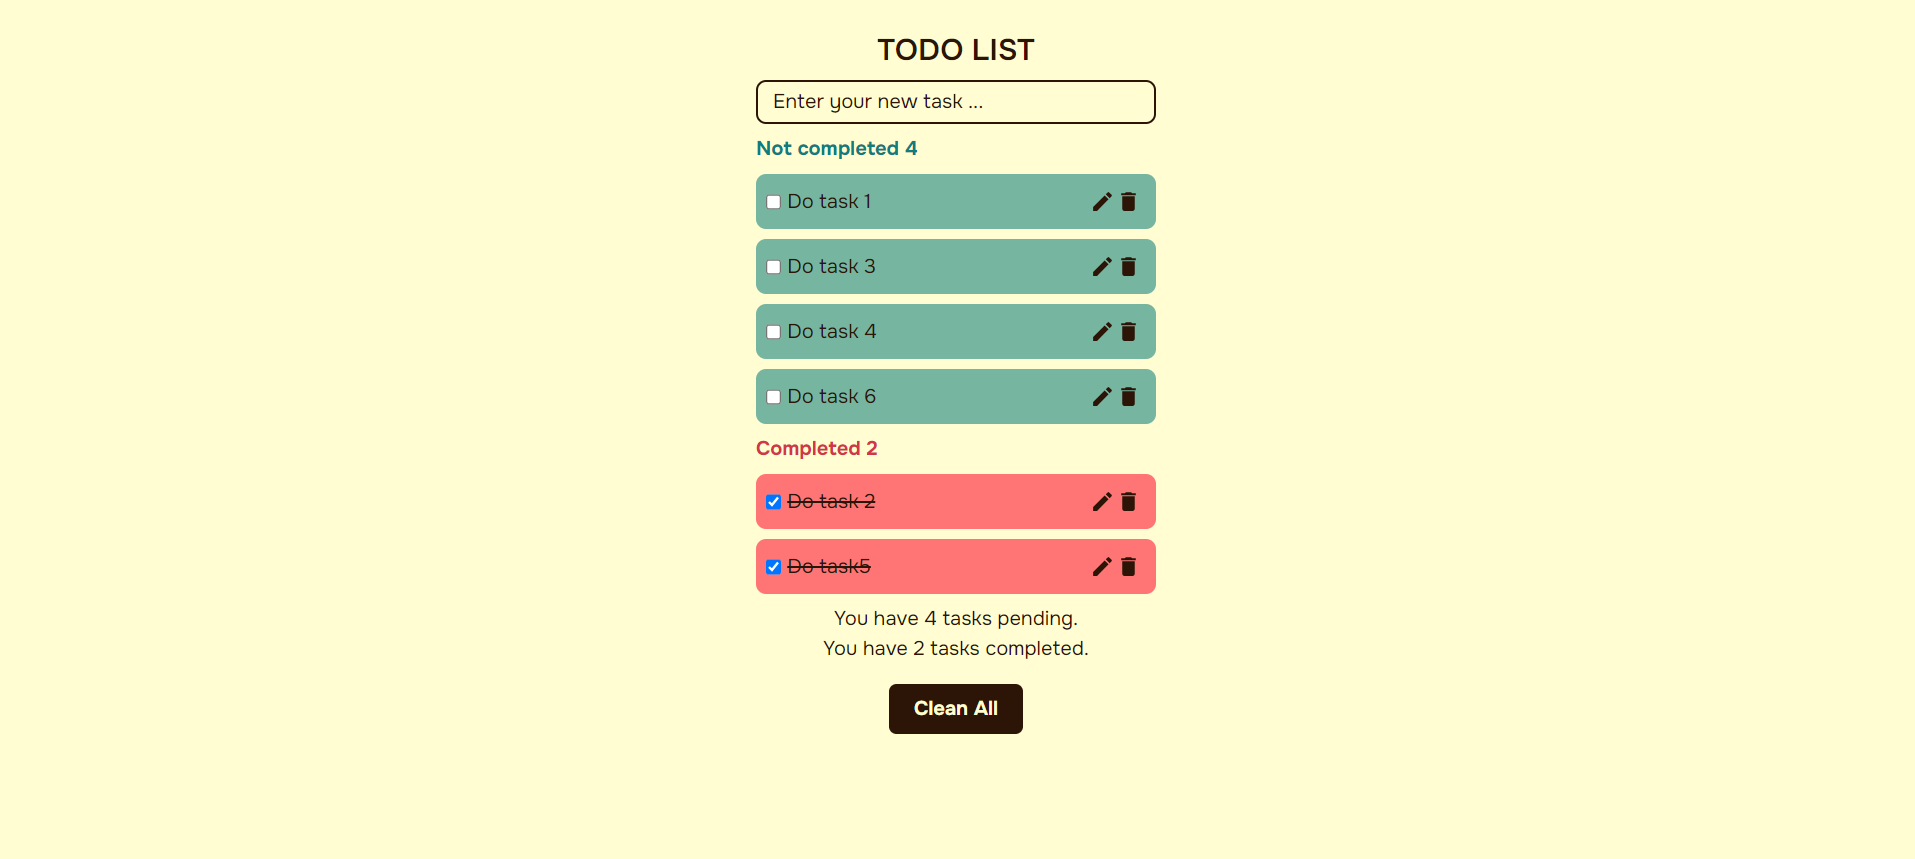 TODO LIST
Enter your new task ...
Not completed 4
Do task 1
Do task 3
Do task 4
Do task 6
Completed 2
Do task 2
Do task5
You have 4 tasks pending.
You have 2 tasks completed.
Clean All